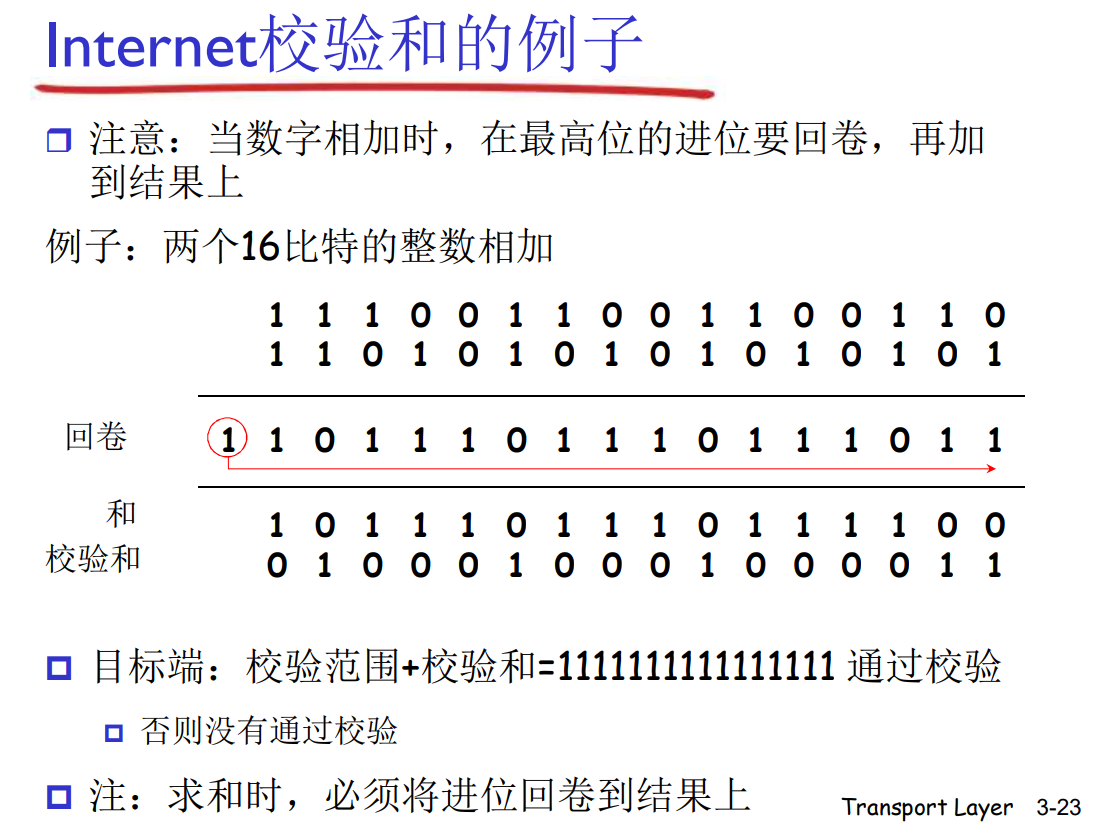 Internet校验和的例子
注意：当数字相加时，在最高位的进位要回卷，再加
到结果上
例子：两个16比特的整数相加
1 1 1 0 0 1 1 0 0 1 1 0 0 1 1 0
1 1 0 1 0 1 0 1 0 1 0 1 0 1 0 1
回卷 1 1 0 1 1 1 0 1 1 1 0 1 1 1 0 1 1
和 1 0 1 1 1 0 1 1 1 0 1 1 1 1 0 0
校验和 0 1 0 0 0 1 0 0 0 1 0 0 0 0 1 1
目标端：校验范围+校验和=1111111111111111 通过校验
否则没有通过校验
注：求和时，必须将进位回卷到结果上
Transport Layer 3-23